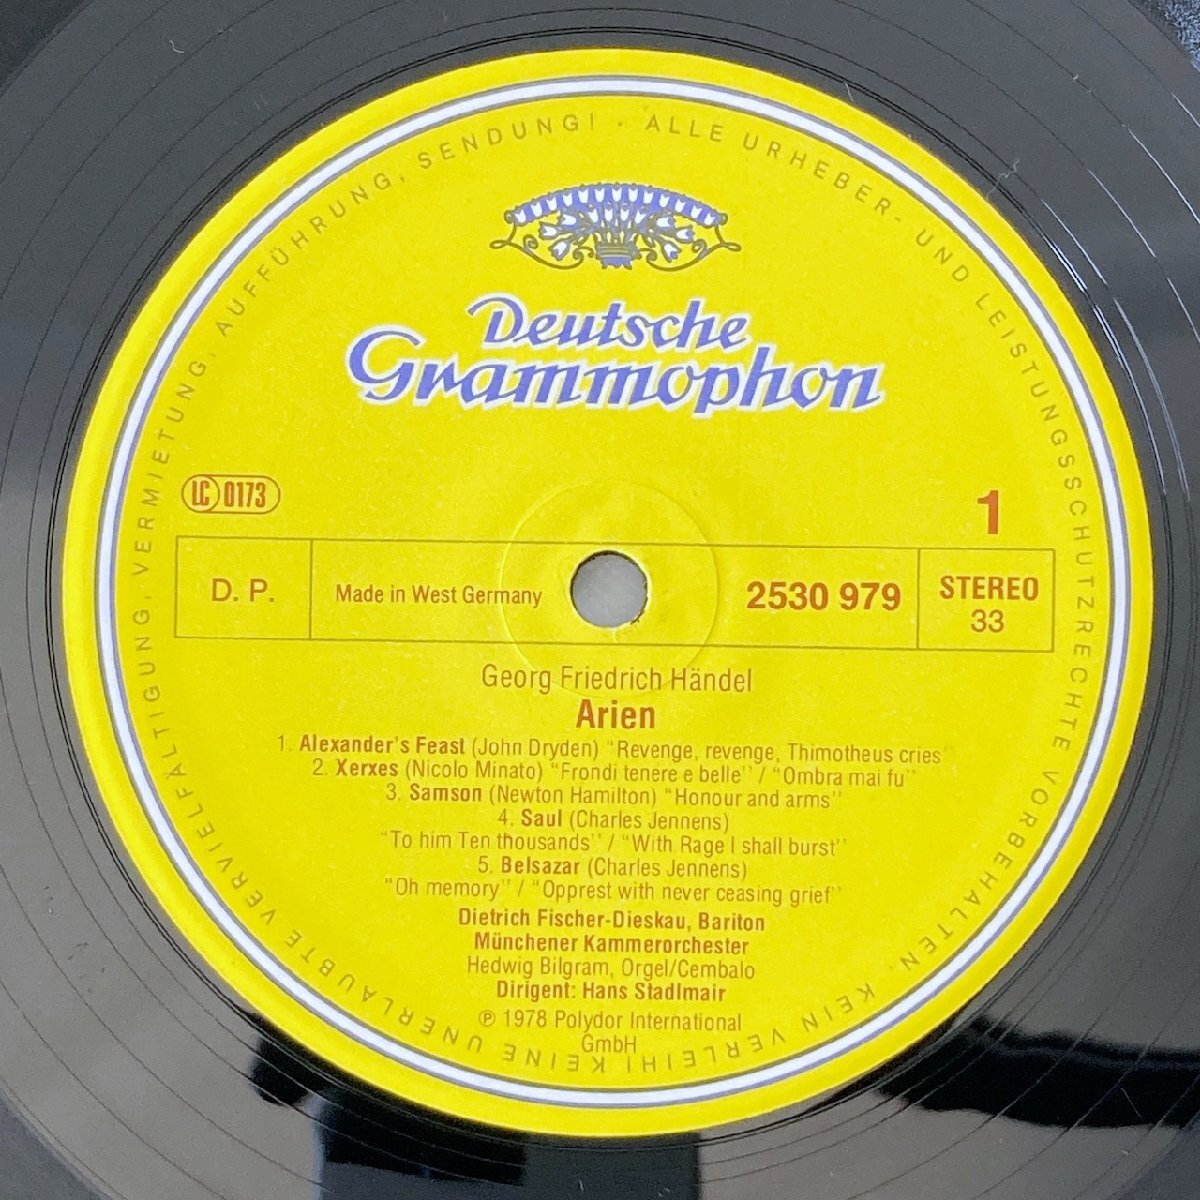 KEINE UNERLAUBTE VERVIELFÄLTIGUNG, VERMIETUNG, AUFFÜHRUNG, SENDUNG! · ALLE URHEBER- UND LEISTUNGSSCHUTZRECHTE VORBEHALTEN. KEIN VERLEIH!
Deutsche
Grammophon
LC 0173
1
D. P.
Made in West Germany
2530 979
STEREO
33
Georg Friedrich Händel
Arien
1. Alexander's Feast (John Dryden) "Revenge, revenge, Thimotheus cries"
2. Xerxes (Nicolo Minato) "Frondi tenere e belle" / "Ombra mai fu"
3. Samson (Newton Hamilton) "Honour and arms"
4. Saul (Charles Jennens)
"To him Ten thousands" / "With Rage I shall burst"
5. Belsazar (Charles Jennens)
"Oh memory" / "Opprest with never ceasing grief"
Dietrich Fischer-Dieskau, Bariton
Münchener Kammerorchester
Hedwig Bilgram, Orgel/Cembalo
Dirigent: Hans Stadlmair
℗ 1978 Polydor International
GmbH